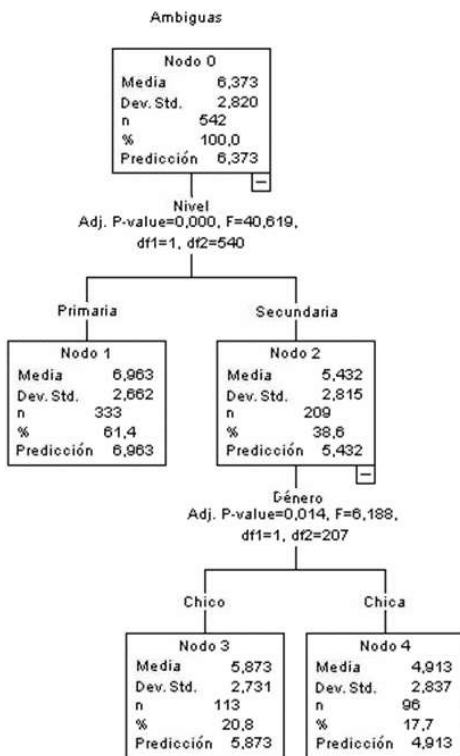 Ambiguas
Nodo 0
Media 6,373
Dev. Std. 2,820
n 542
% 100,0
Predicción 6,373
Nivel
Adj. P-value=0,000, F=40,619,
df1=1, df2=540
Primaria
Secundaria
Nodo 1
Media 6,963
Dev. Std. 2,662
n 333
% 61,4
Predicción 6,963
Nodo 2
Media 5,432
Dev. Std. 2,815
n 209
% 38,6
Predicción 5,432
Género
Adj. P-value=0,014, F=6,188,
df1=1, df2=207
Chico
Chica
Nodo 3
Media 5,873
Dev. Std. 2,731
n 113
% 20,8
Predicción 5,873
Nodo 4
Media 4,913
Dev. Std. 2,837
n 96
% 17,7
Predicción 4,913